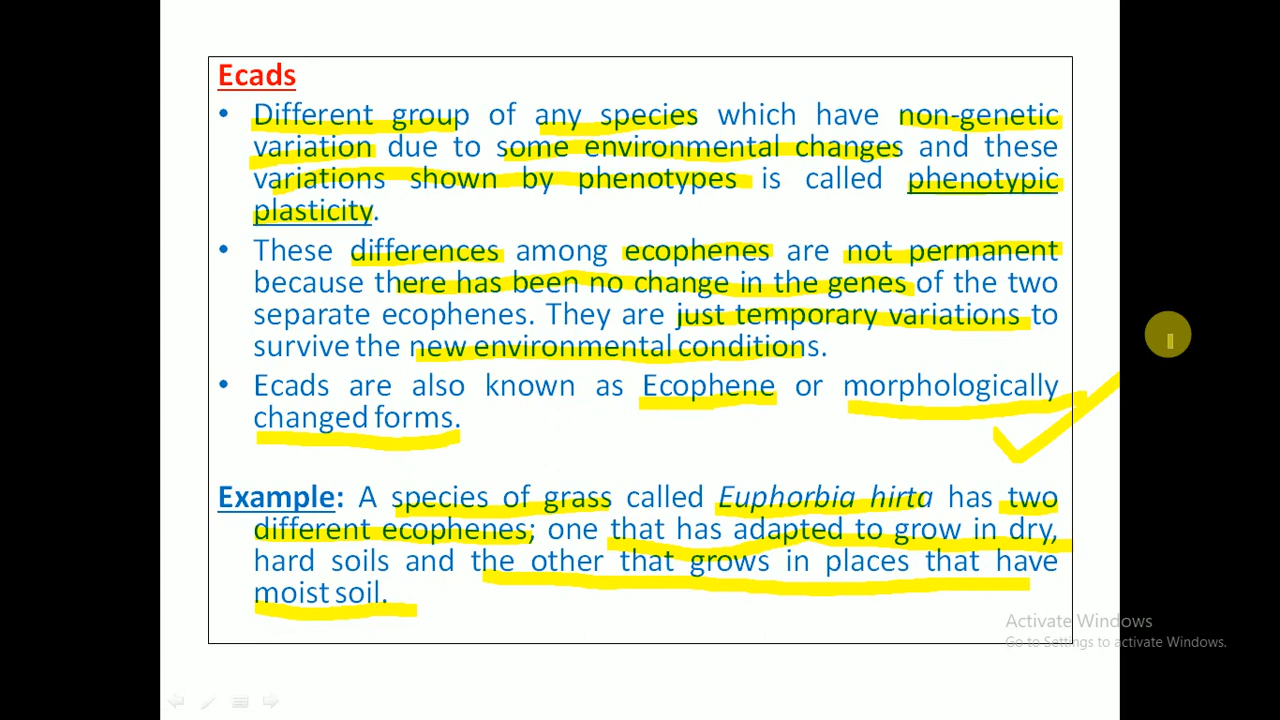 Ecads
• Different group of any species which have non-genetic
variation due to some environmental changes and these
variations shown by phenotypes is called phenotypic
plasticity.
• These differences among ecophenes are not permanent
because there has been no change in the genes of the two
separate ecophenes. They are just temporary variations to
survive the new environmental conditions.
• Ecads are also known as Ecophene or morphologically
changed forms.
Example: A species of grass called Euphorbia hirta has two
different ecophenes; one that has adapted to grow in dry,
hard soils and the other that grows in places that have
moist soil.
Activate Windows
Go to Settings to activate Windows.